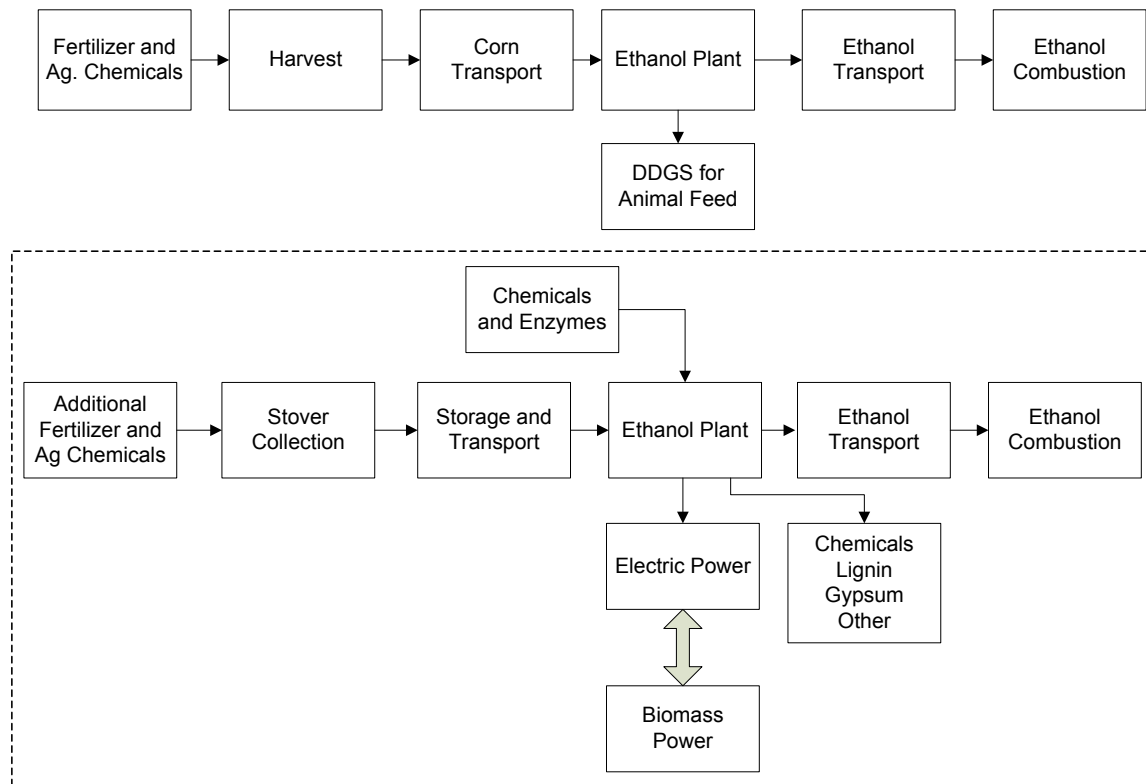 Fertilizer and
Ag. Chemicals
Harvest
Corn
Transport
Ethanol Plant
Ethanol
Transport
Ethanol
Combustion
DDGS for
Animal Feed
Chemicals
and Enzymes
Additional
Fertilizer and
Ag Chemicals
Stover
Collection
Storage and
Transport
Ethanol Plant
Ethanol
Transport
Ethanol
Combustion
Electric Power
Chemicals
Lignin
Gypsum
Other
Biomass
Power